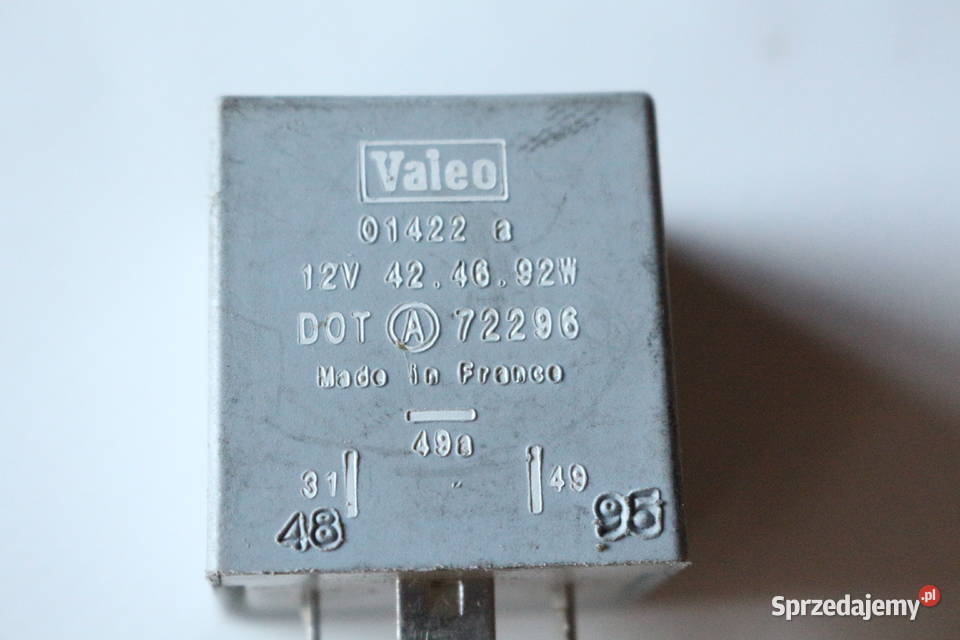 Valeo
01422 a
12V 42.46.92W
DOT A 72296
Made in France
49a
31 49
48 95
Sprzedajemy.pl